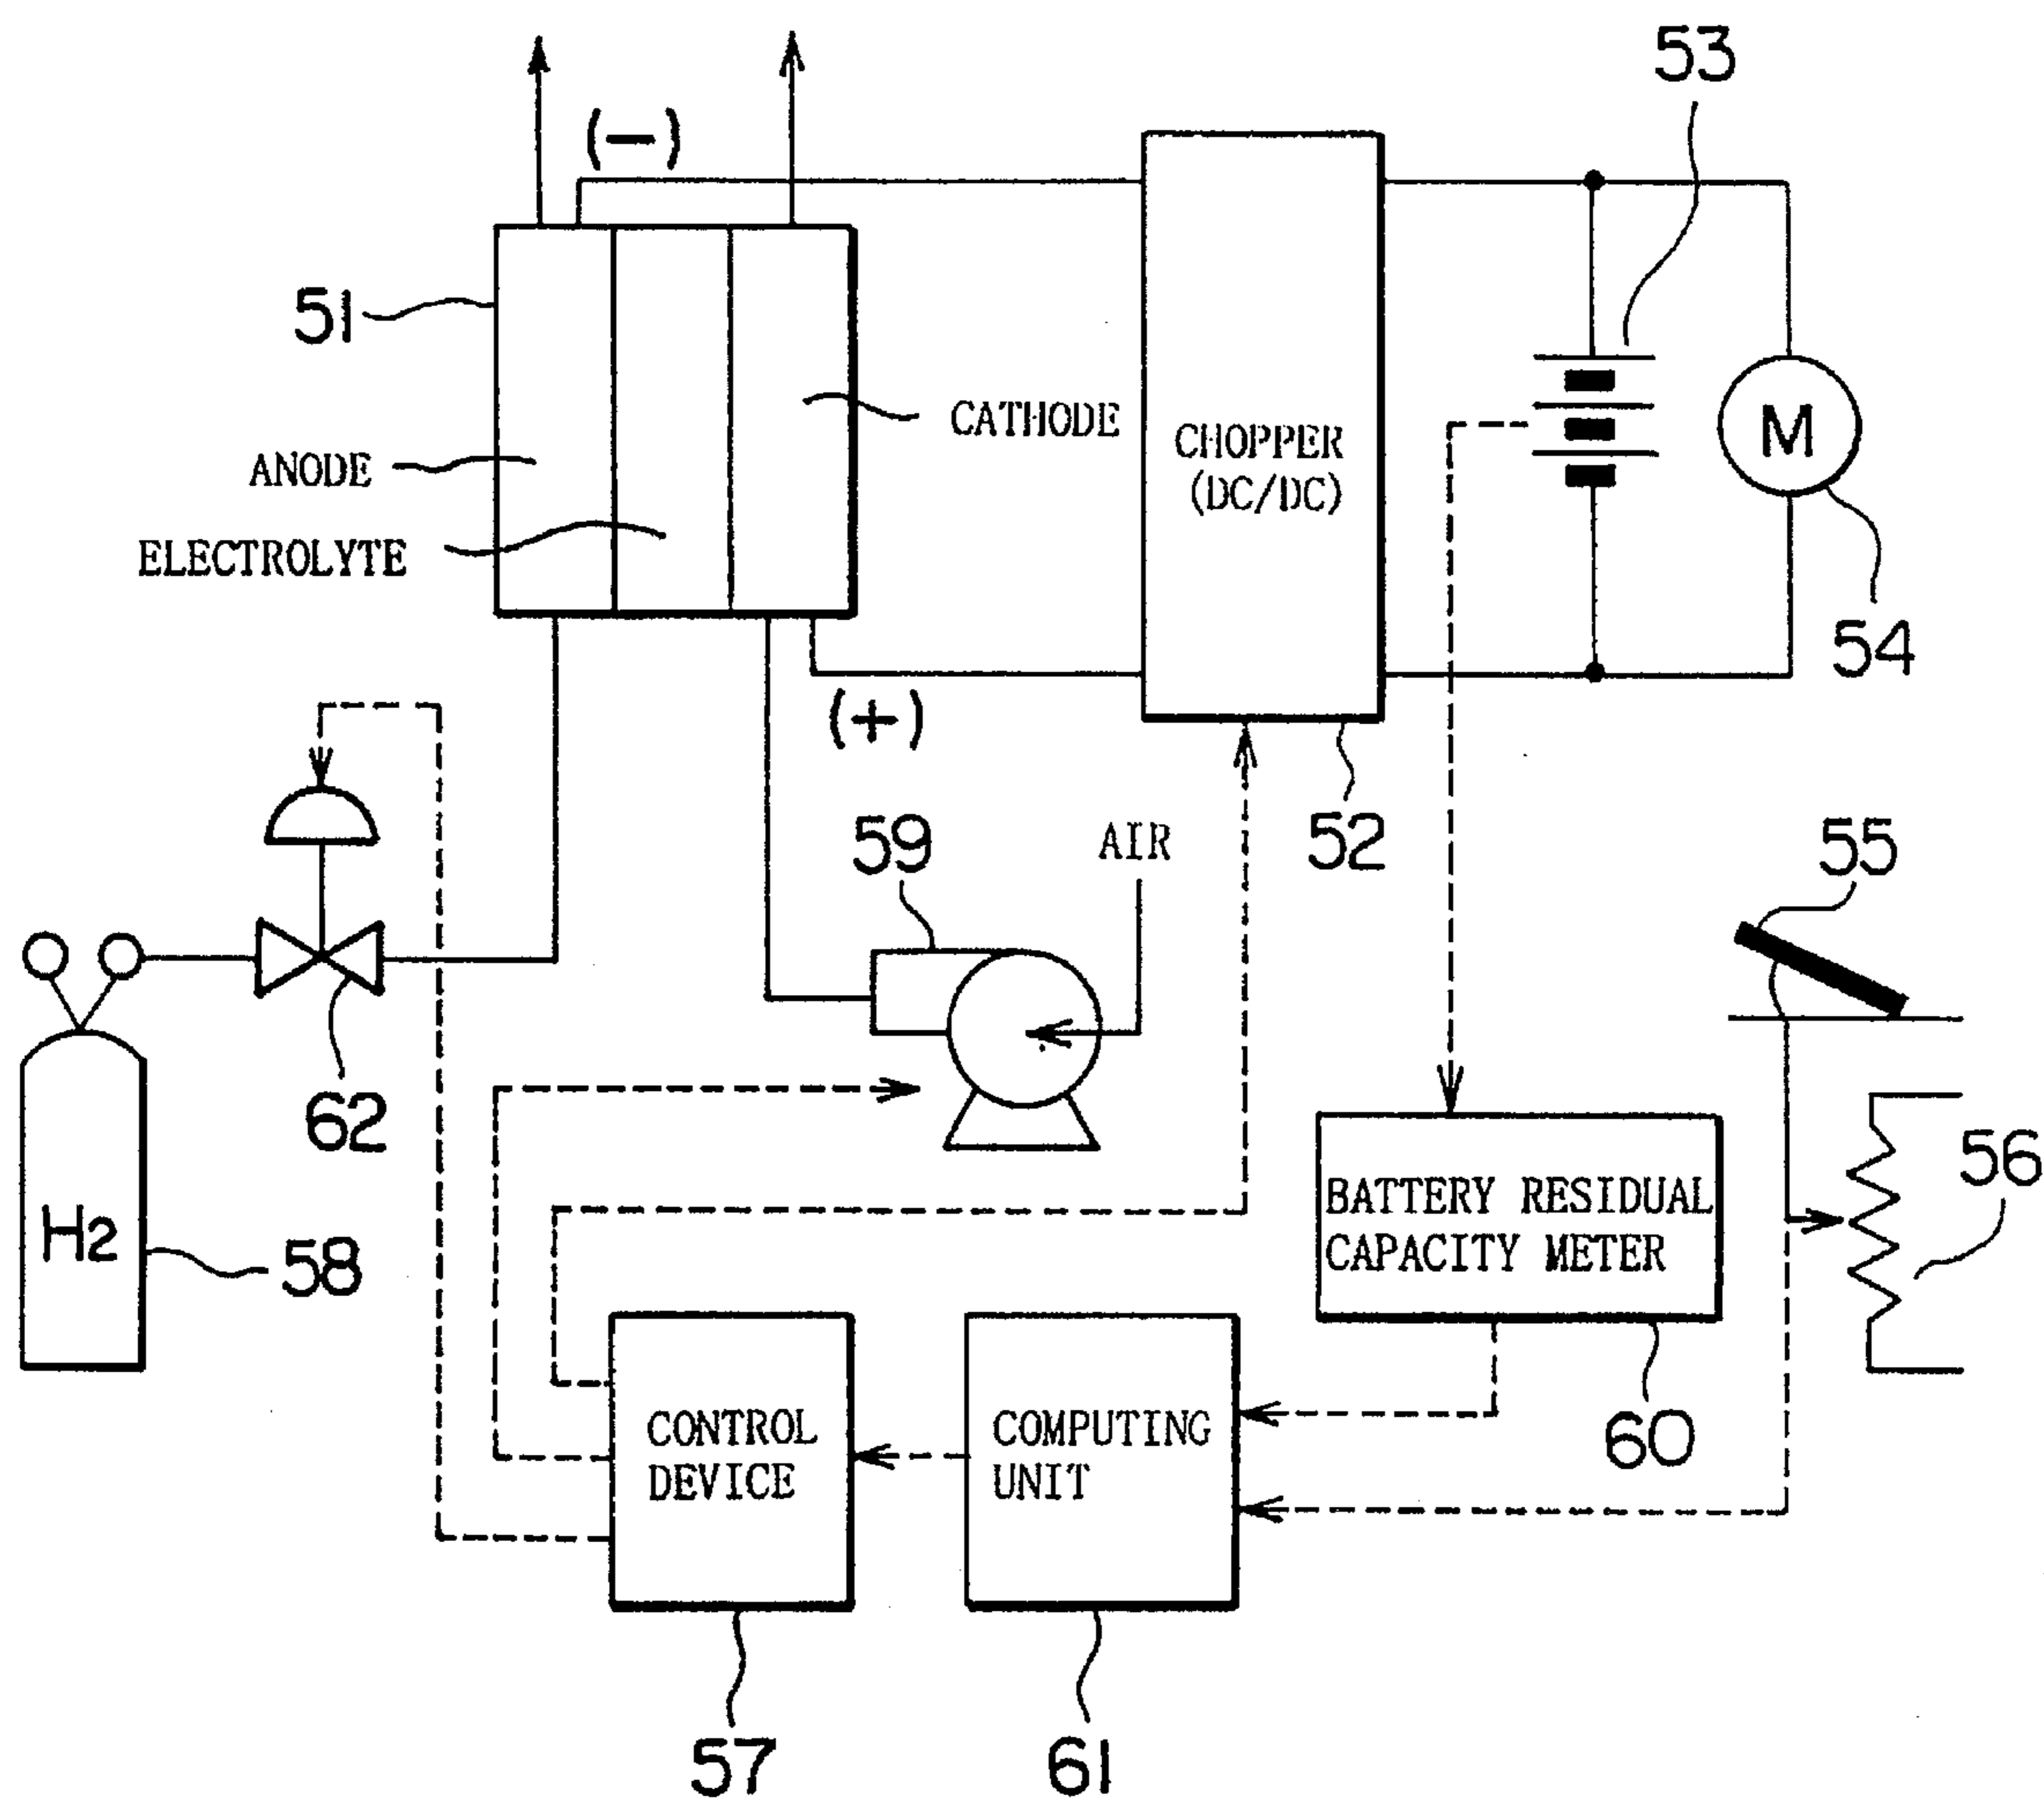 53
(−)
51
CATHODE
CHOPPER
(DC/DC)
M
ANODE
ELECTROLYTE
54
(+)
52
59
AIR
55
62
56
H2
58
BATTERY RESIDUAL
CAPACITY METER
60
CONTROL
DEVICE
COMPUTING
UNIT
57
61